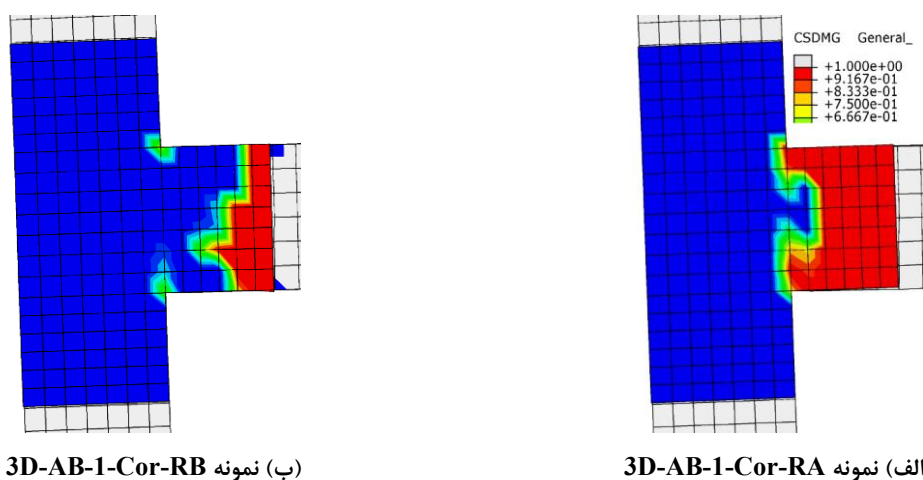 CSDMG General_
+1.000e+00
+9.167e-01
+8.333e-01
+7.500e-01
+6.667e-01
الف) نمونه 3D-AB-1-Cor-RA
(ب) نمونه 3D-AB-1-Cor-RB